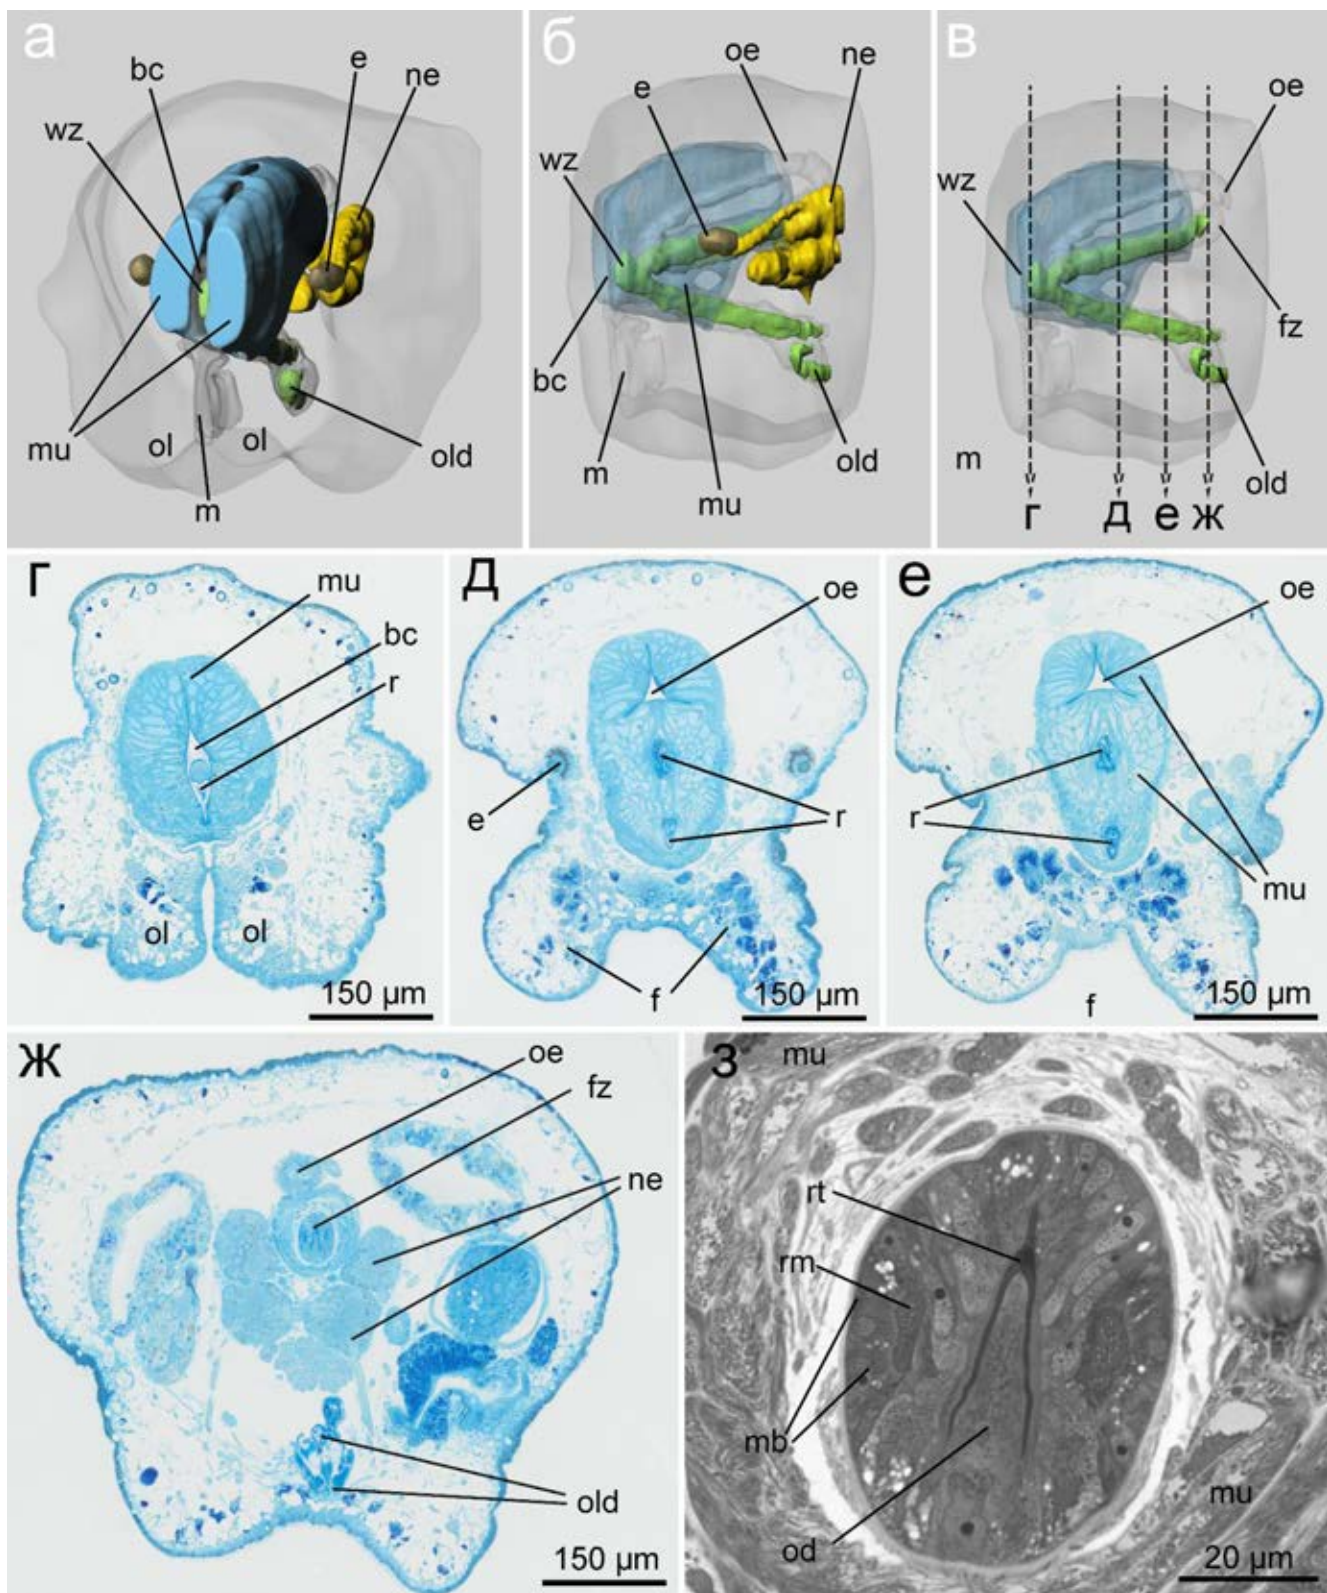 а
bc
e
ne
wz
mu
ol
ol
old
m
б
oe
ne
e
wz
bc
m
mu
old
в
oe
wz
fz
m
old
г д е ж
г
mu
bc
r
ol
ol
150 µm
д
oe
e
r
f
150 µm
е
oe
r
mu
f
150 µm
ж
oe
fz
ne
old
150 µm
з
mu
rt
rm
mb
od
mu
20 µm